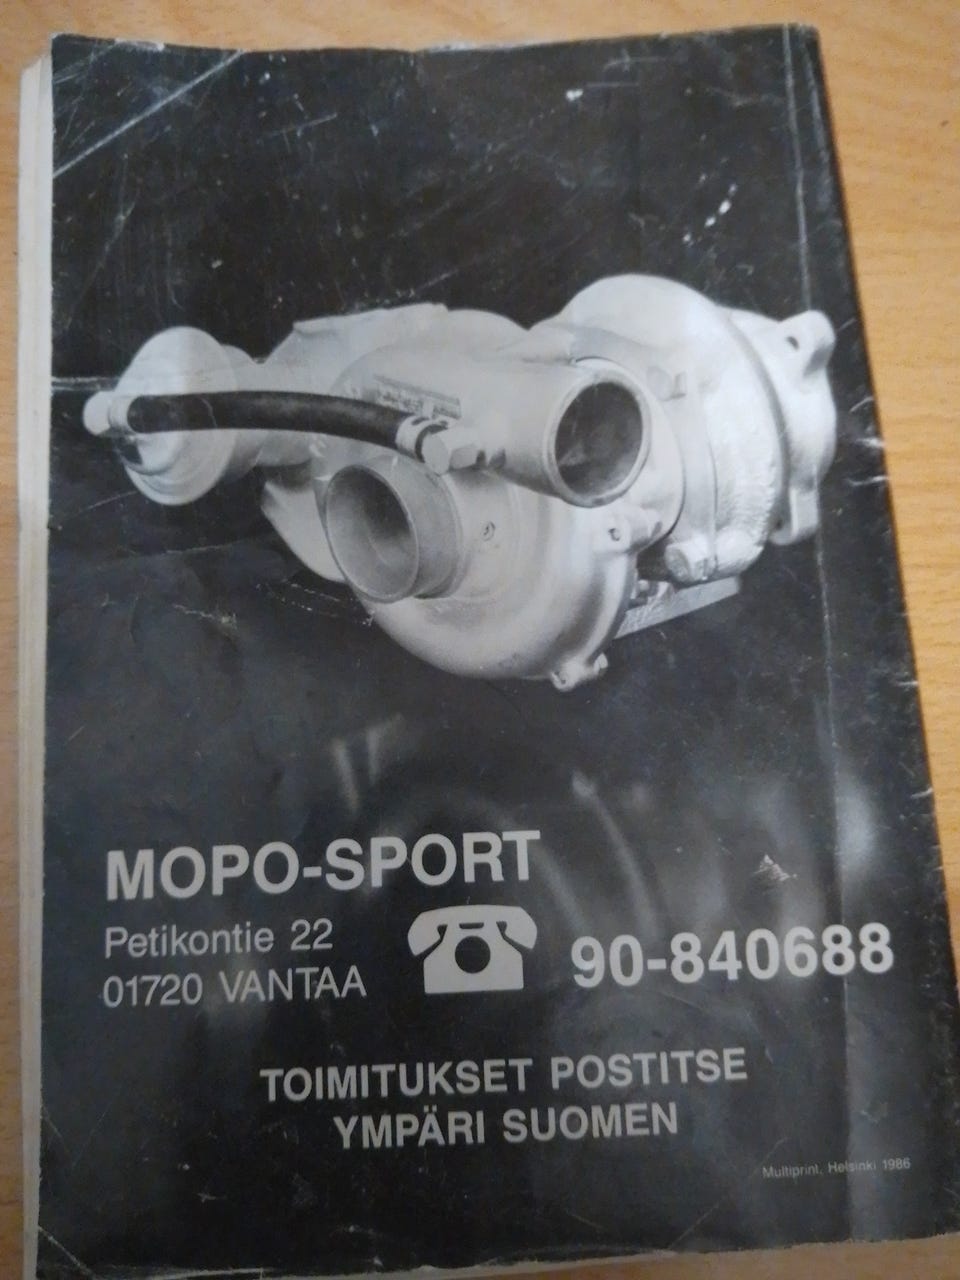 MOPO-SPORT
Petikontie 22
01720 VANTAA
90-840688
TOIMITUKSET POSTITSE
YMPÄRI SUOMEN
Multiprint, Helsinki 1986